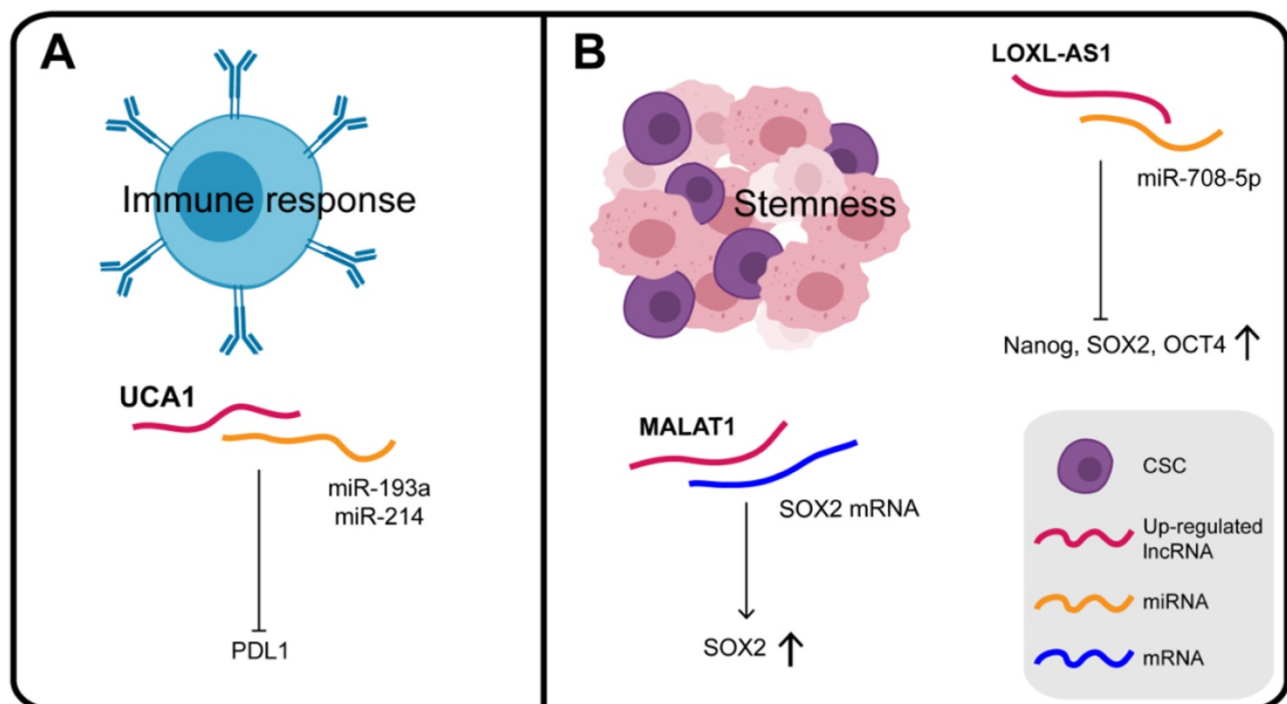 A
Immune response
UCA1
miR-193a
miR-214
PDL1
B
Stemness
LOXL-AS1
miR-708-5p
Nanog, SOX2, OCT4
MALAT1
SOX2 mRNA
SOX2
CSC
Up-regulated
lncRNA
miRNA
mRNA